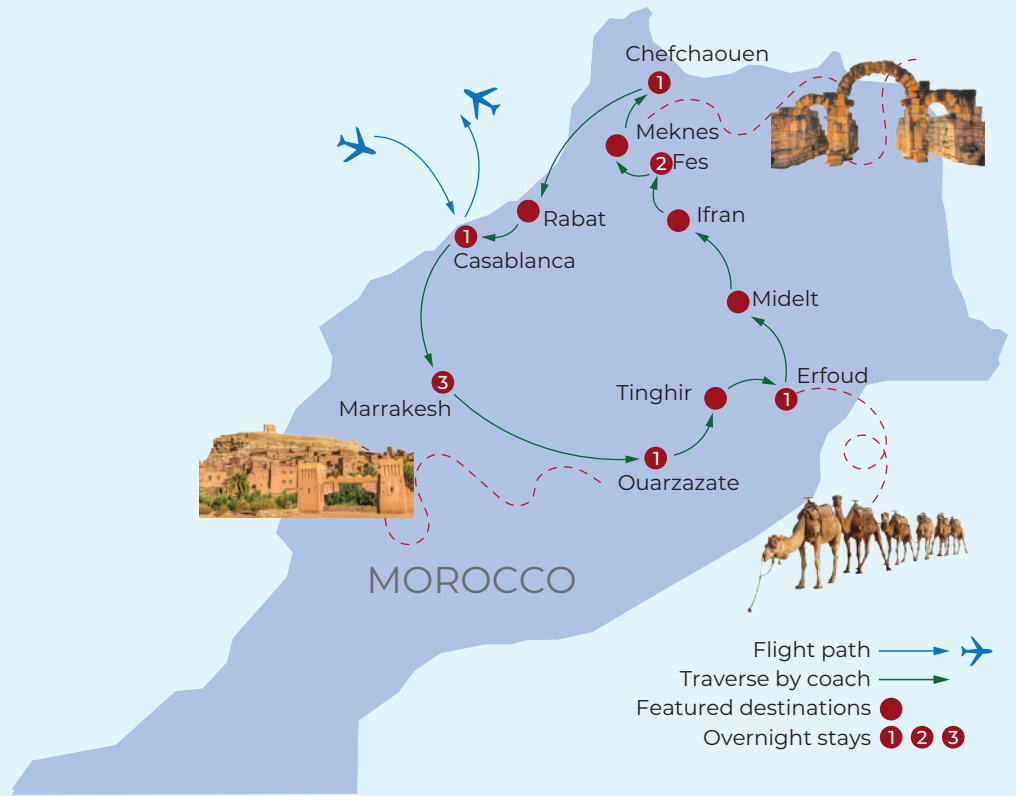 Chefchaouen
1
Meknes
2
Fes
Ifran
Rabat
1
Casablanca
Midelt
3
Marrakesh
Tinghir
Erfoud
1
1
Ouarzazate
MOROCCO
Flight path
Traverse by coach
Featured destinations
Overnight stays 1 2 3